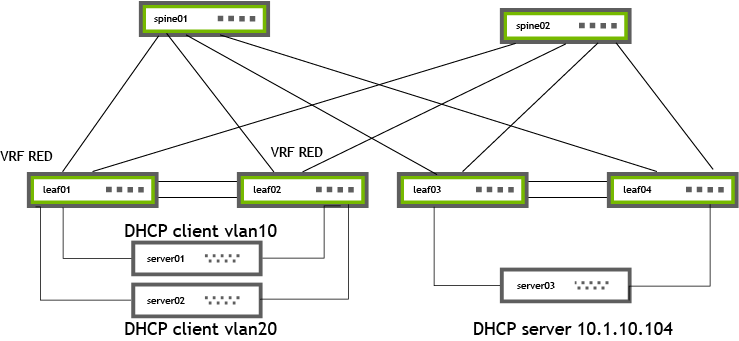 spine01
spine02
VRF RED
VRF RED
leaf01
leaf02
leaf03
leaf04
DHCP client vlan10
server01
server02
server03
DHCP client vlan20
DHCP server 10.1.10.104